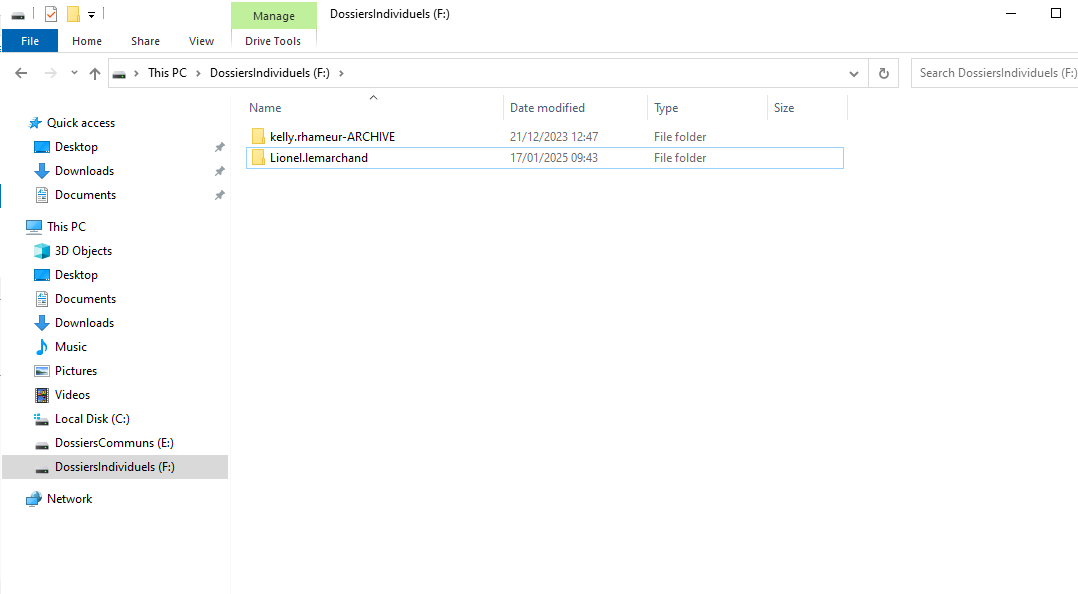 Manage
DossiersIndividuels (F:)
File
Home
Share
View
Drive Tools
This PC
DossiersIndividuels (F:)
Search DossiersIndividuels (F:)
Name
Date modified
Type
Size
kelly.rhameur-ARCHIVE
21/12/2023 12:47
File folder
Lionel.lemarchand
17/01/2025 09:43
File folder
Quick access
Desktop
Downloads
Documents
This PC
3D Objects
Desktop
Documents
Downloads
Music
Pictures
Videos
Local Disk (C:)
DossiersCommuns (E:)
DossiersIndividuels (F:)
Network